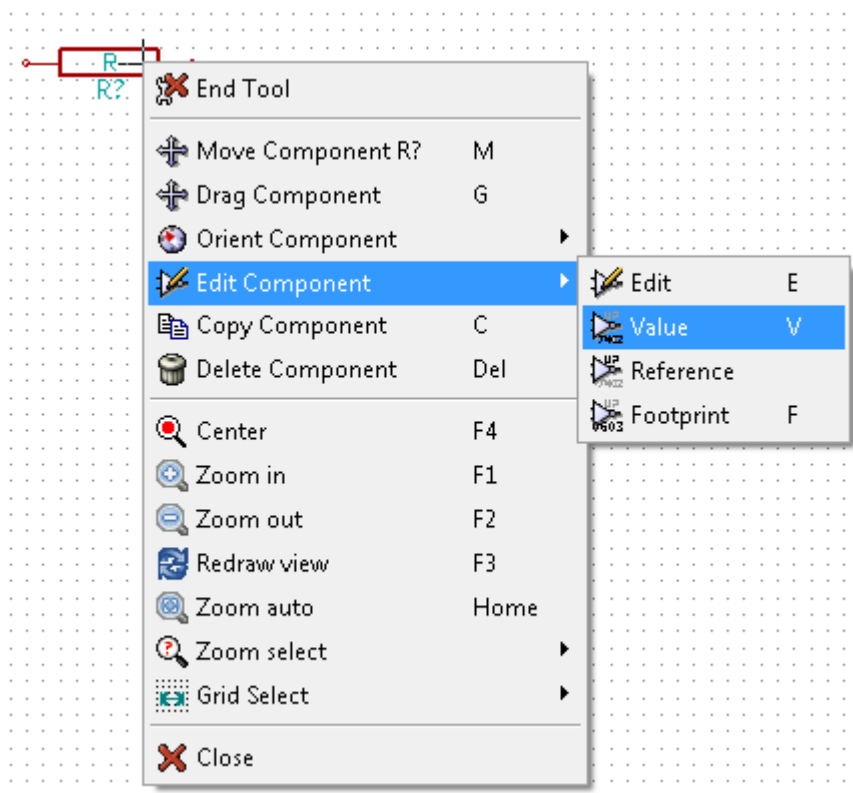 R
R?
End Tool
Move Component R? M
Drag Component G
Orient Component
Edit Component
Edit E
Value V
Reference
Footprint F
Copy Component C
Delete Component Del
Center F4
Zoom in F1
Zoom out F2
Redraw view F3
Zoom auto Home
Zoom select
Grid Select
Close